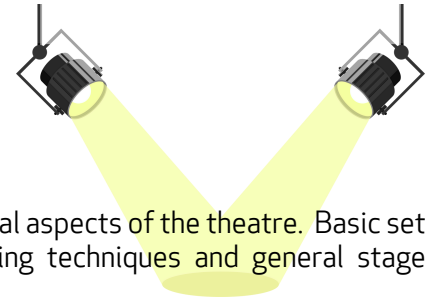 al aspects of the theatre. Basic set
ing techniques and general stage